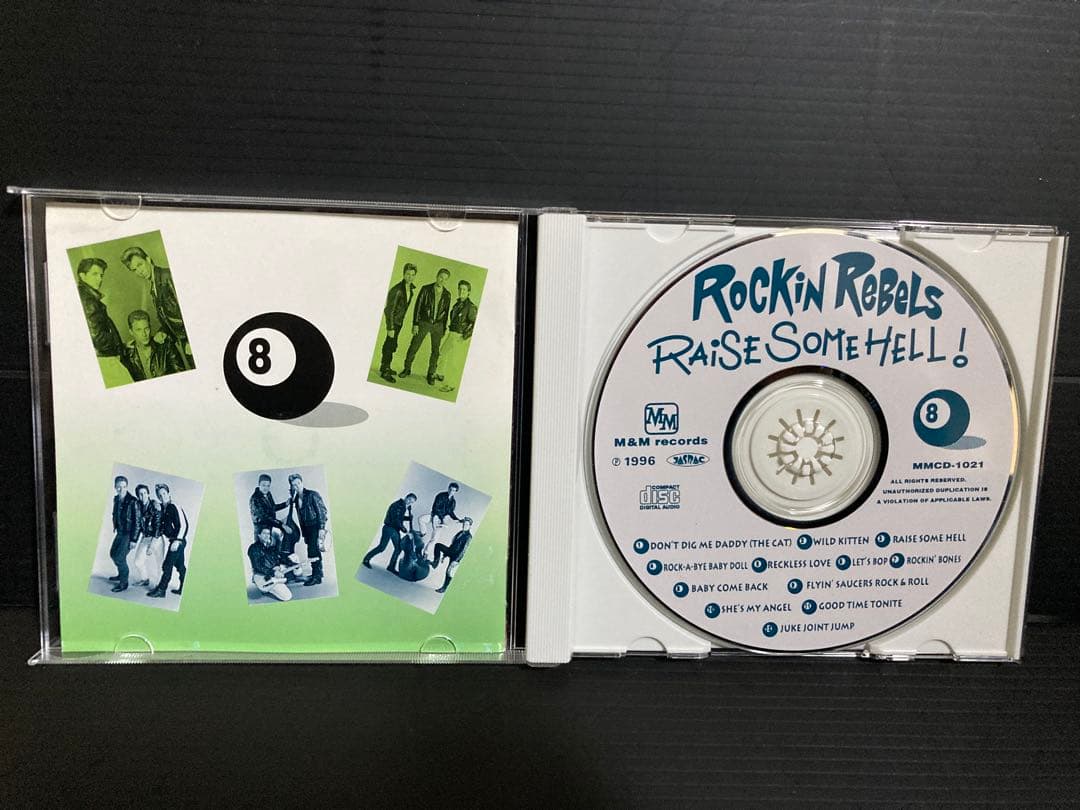 8
ROCKiN REBELS
RAiSE SOME HELL!
MM
M&M records
℗ 1996 JASRAC
8
MMCD-1021
COMPACT
disc
DIGITAL AUDIO
ALL RIGHTS RESERVED.
UNAUTHORIZED DUPLICATION IS
A VIOLATION OF APPLICABLE LAWS.
DON'T DIG ME DADDY (THE CAT) WILD KITTEN RAISE SOME HELL
ROCK-A-BYE BABY DOLL RECKLESS LOVE LET'S BOP ROCKIN' BONES
BABY COME BACK FLYIN' SAUCERS ROCK & ROLL
SHE'S MY ANGEL GOOD TIME TONITE
JUKE JOINT JUMP